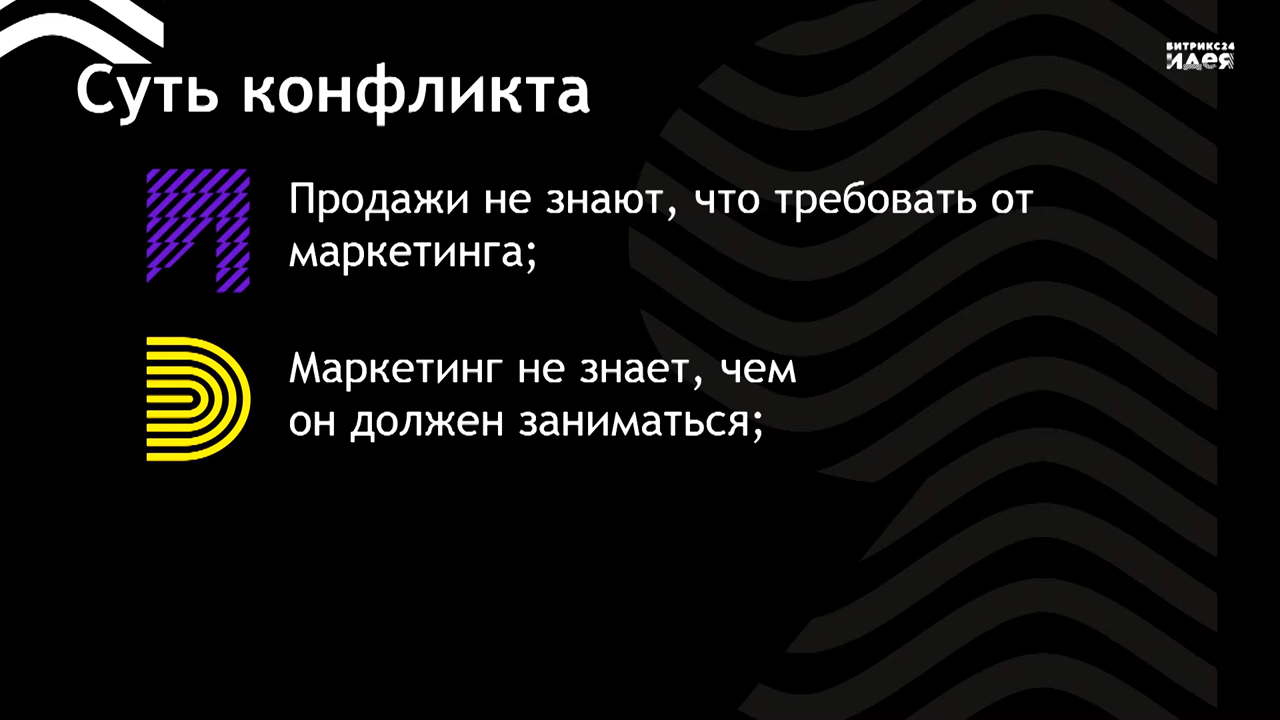 БИТРИКС24
ИДЕЯ
Суть конфликта
Продажи не знают, что требовать от
маркетинга;
Маркетинг не знает, чем
он должен заниматься;